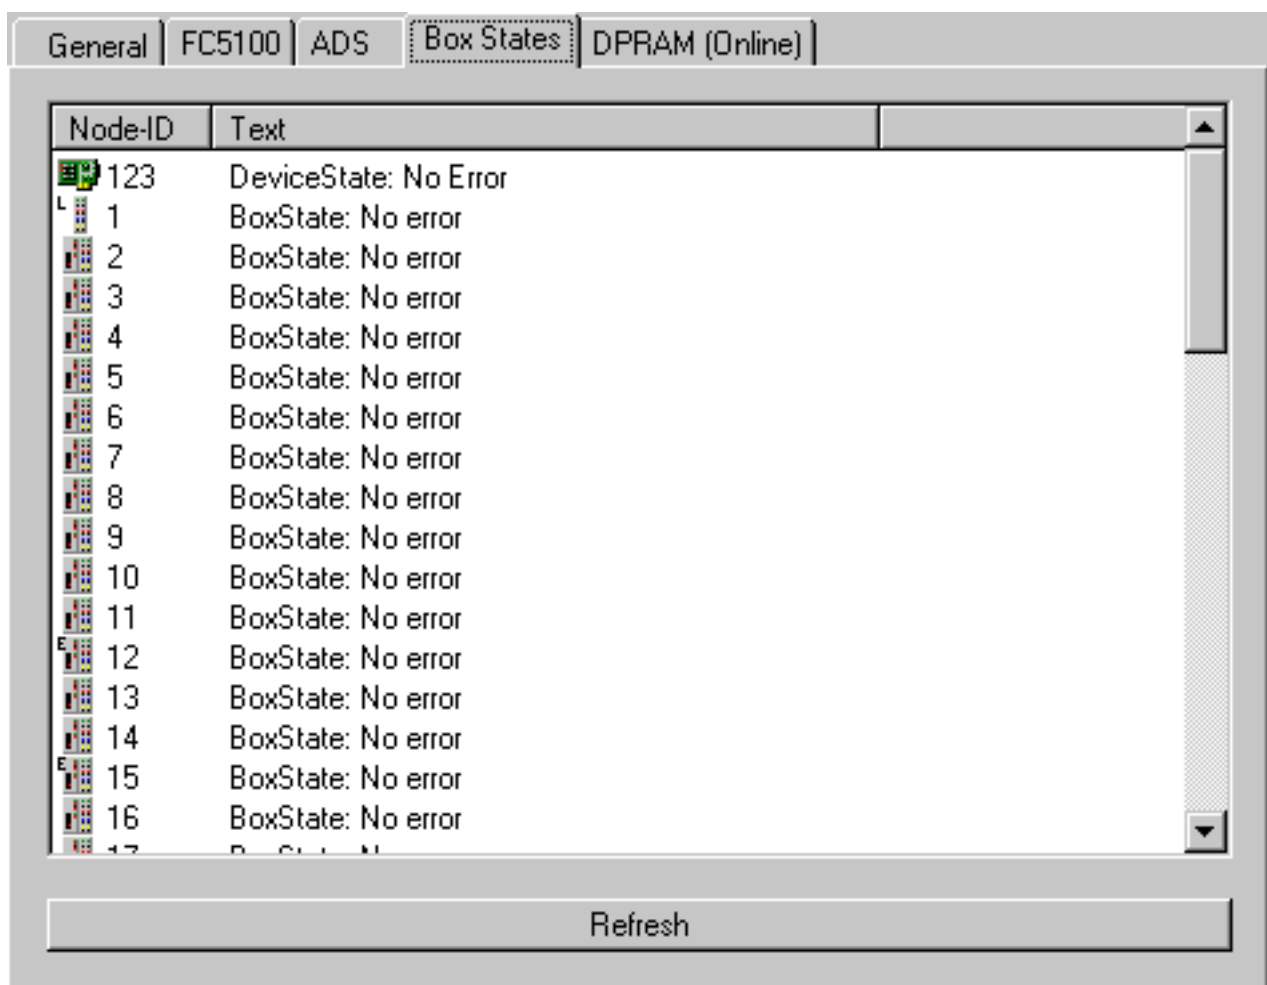 General FC5100 ADS Box States DPRAM (Online)
Node-ID Text
123 DeviceState: No Error
L 1 BoxState: No error
2 BoxState: No error
3 BoxState: No error
4 BoxState: No error
5 BoxState: No error
6 BoxState: No error
7 BoxState: No error
8 BoxState: No error
9 BoxState: No error
10 BoxState: No error
11 BoxState: No error
E 12 BoxState: No error
13 BoxState: No error
14 BoxState: No error
E 15 BoxState: No error
16 BoxState: No error
17
Refresh